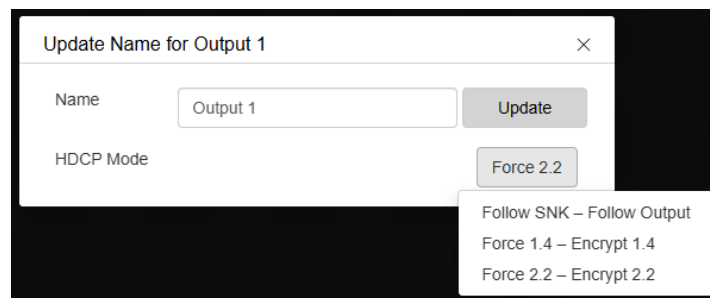 Update Name for Output 1
Name
Output 1
Update
HDCP Mode
Force 2.2
Follow SNK – Follow Output
Force 1.4 – Encrypt 1.4
Force 2.2 – Encrypt 2.2